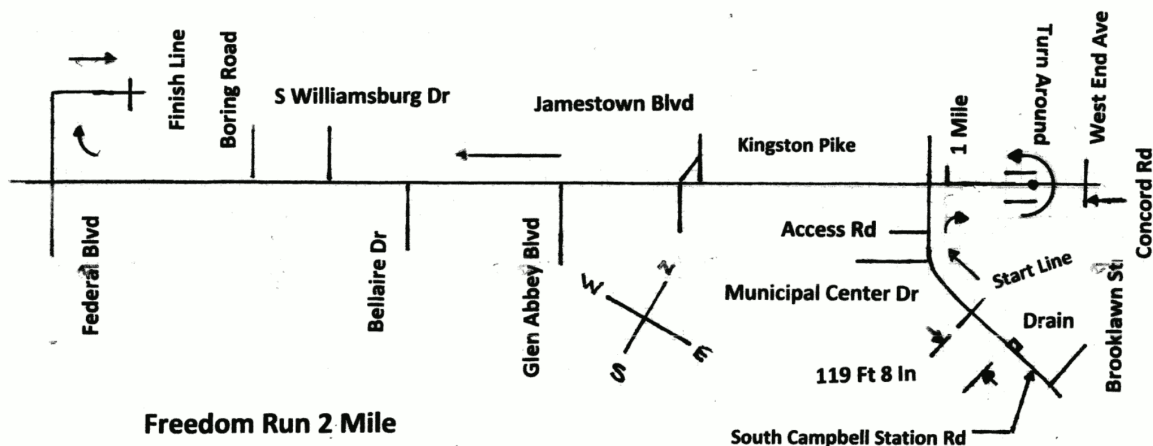 Finish Line
Boring Road
S Williamsburg Dr
Jamestown Blvd
Kingston Pike
1 Mile
Turn Around
West End Ave
Concord Rd
Federal Blvd
Bellaire Dr
Glen Abbey Blvd
N
W
E
S
Access Rd
Municipal Center Dr
Start Line
Drain
Brooklawn St
119 Ft 8 In
South Campbell Station Rd
Freedom Run 2 Mile